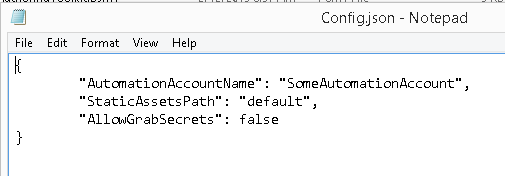 Config.json - Notepad
File Edit Format View Help
{
"AutomationAccountName": "SomeAutomationAccount",
"StaticAssetsPath": "default",
"AllowGrabSecrets": false
}